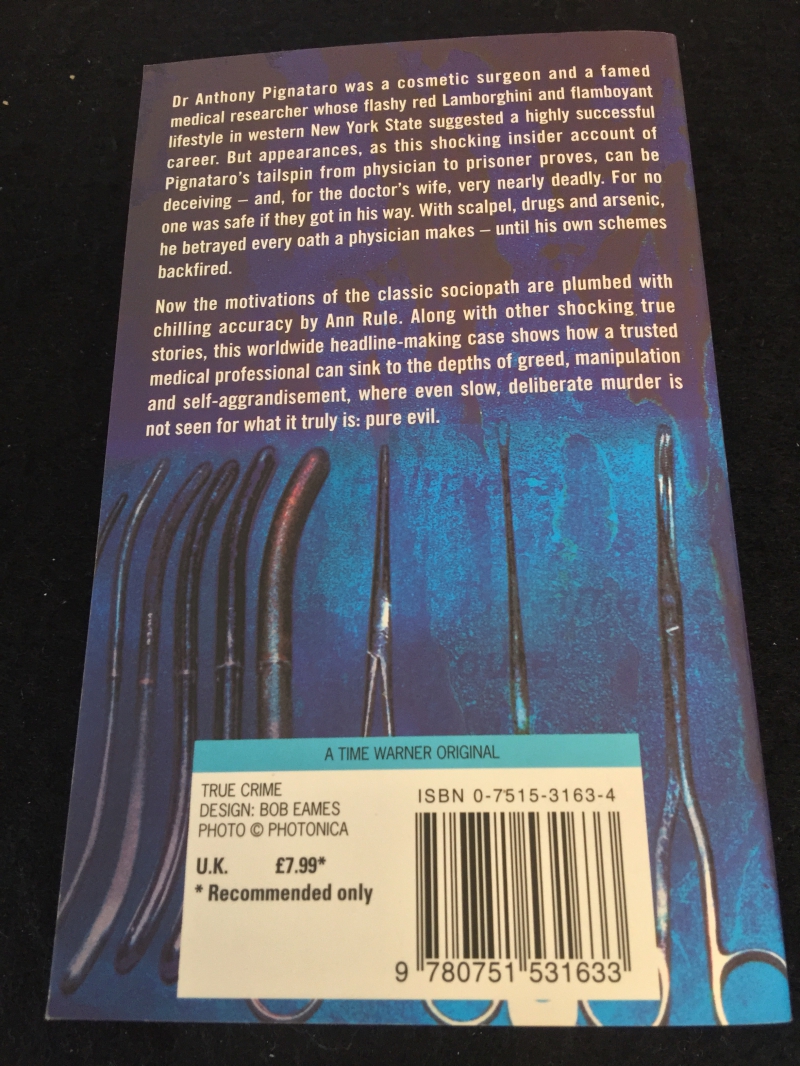 Dr Anthony Pignataro was a cosmetic surgeon and a famed
medical researcher whose flashy red Lamborghini and flamboyant
lifestyle in western New York State suggested a highly successful
career. But appearances, as this shocking insider account of
Pignataro's tailspin from physician to prisoner proves, can be
deceiving – and, for the doctor's wife, very nearly deadly. For no
one was safe if they got in his way. With scalpel, drugs and arsenic,
he betrayed every oath a physician makes – until his own schemes
backfired.
Now the motivations of the classic sociopath are plumbed with
chilling accuracy by Ann Rule. Along with other shocking true
stories, this worldwide headline-making case shows how a trusted
medical professional can sink to the depths of greed, manipulation
and self-aggrandisement, where even slow, deliberate murder is
not seen for what it truly is: pure evil.
A TIME WARNER ORIGINAL
TRUE CRIME
DESIGN: BOB EAMES
PHOTO © PHOTONICA
U.K. £7.99*
* Recommended only
ISBN 0-7515-3163-4
9 780751 531633